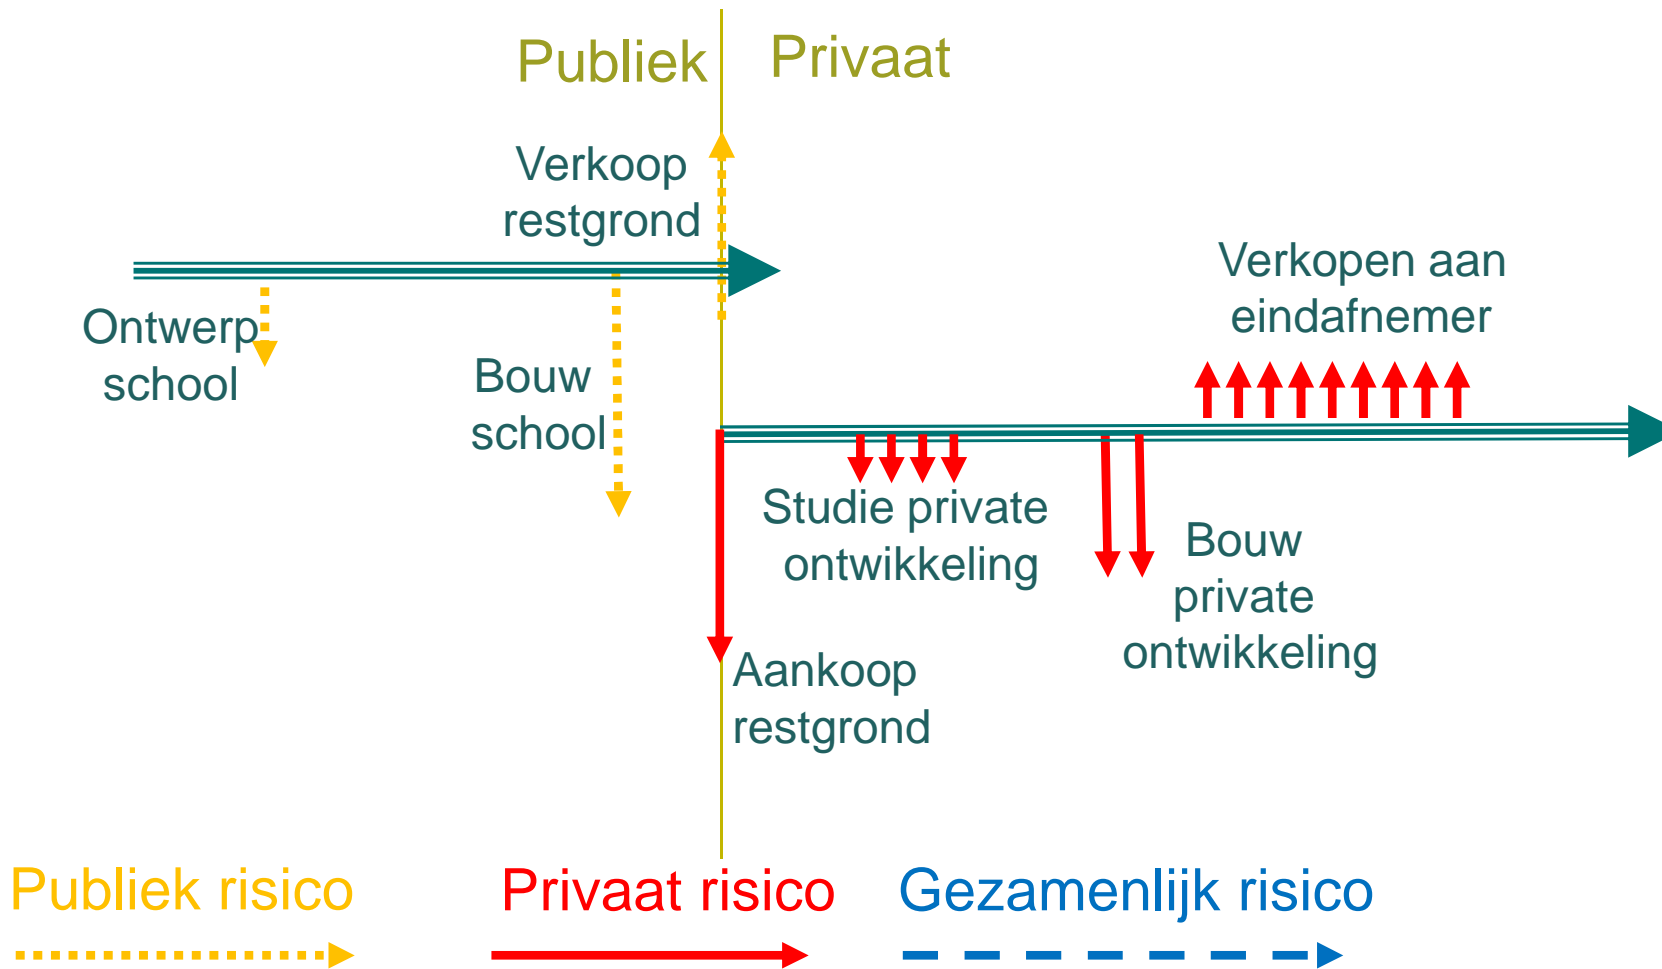 Publiek
Privaat
Verkoop
restgrond
Ontwerp
school
Bouw
school
Verkopen aan
eindafnemer
Studie private
ontwikkeling
Bouw
private
ontwikkeling
Aankoop
restgrond
Publiek risico
Privaat risico
Gezamenlijk risico